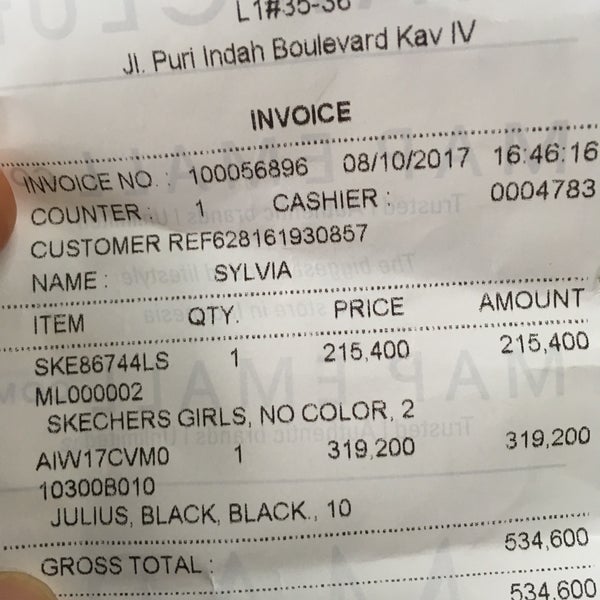 L1#35-36
Jl. Puri Indah Boulevard Kav IV
INVOICE
INVOICE NO. : 100056896 08/10/2017 16:46:16
COUNTER : 1 CASHIER : 0004783
CUSTOMER REF628161930857
NAME : SYLVIA
ITEM QTY. PRICE AMOUNT
SKE86744LS 1 215,400 215,400
ML000002
SKECHERS GIRLS, NO COLOR, 2
AIW17CVM0 1 319,200 319,200
10300B010
JULIUS, BLACK, BLACK., 10
GROSS TOTAL : 534,600
534,600